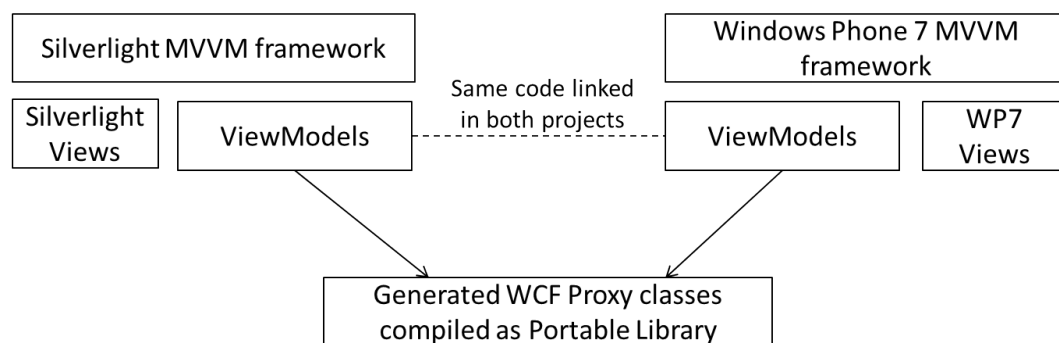 Silverlight MVVM framework
Windows Phone 7 MVVM
framework
Silverlight
Views
ViewModels
Same code linked
in both projects
ViewModels
WP7
Views
Generated WCF Proxy classes
compiled as Portable Library